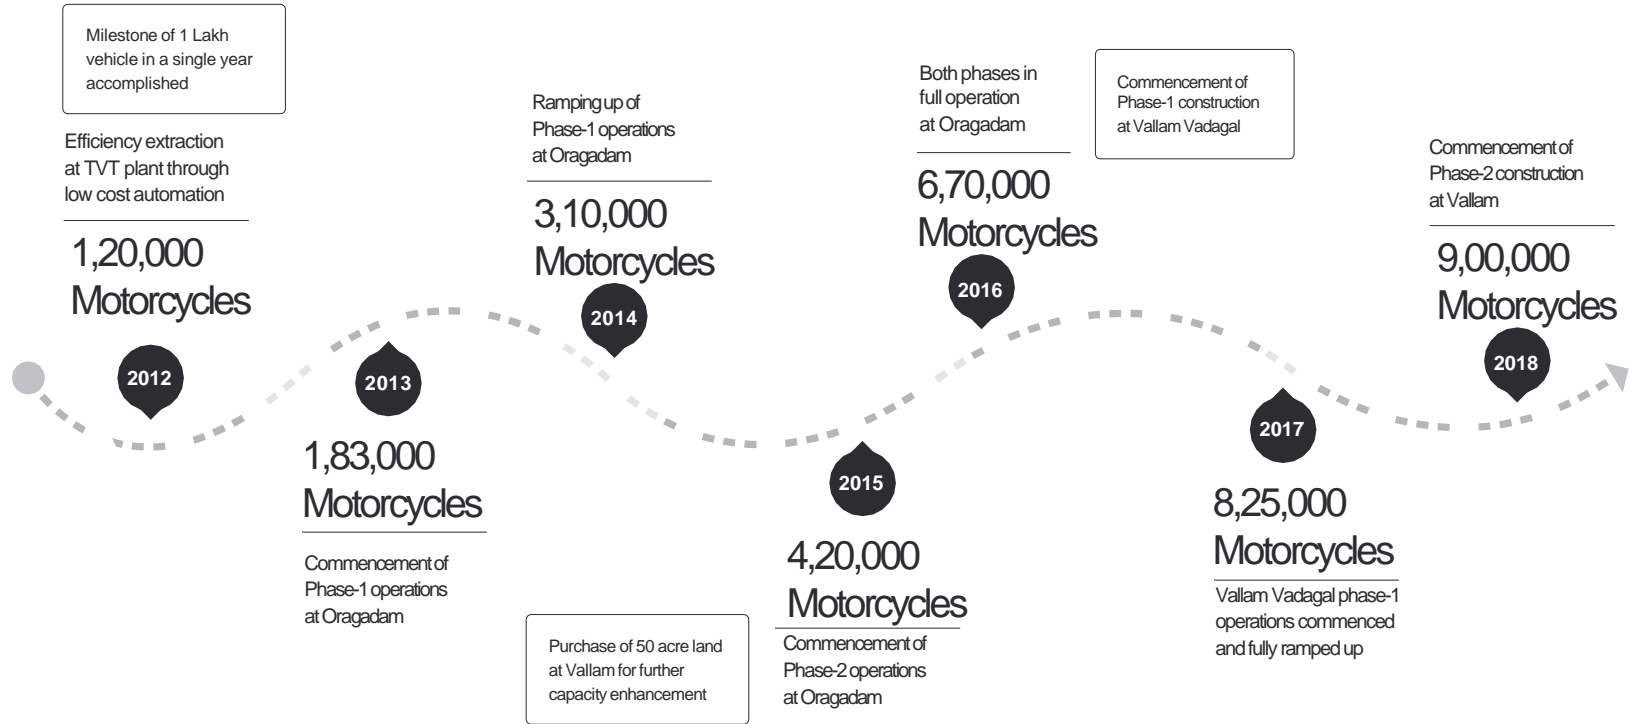 Milestone of 1 Lakh
vehicle in a single year
accomplished
Efficiency extraction
at TVT plant through
low cost automation
1,20,000
Motorcycles
2012
2013
1,83,000
Motorcycles
Commencement of
Phase-1 operations
at Oragadam
Ramping up of
Phase-1 operations
at Oragadam
3,10,000
Motorcycles
2014
Purchase of 50 acre land
at Vallam for further
capacity enhancement
2015
4,20,000
Motorcycles
Commencement of
Phase-2 operations
at Oragadam
Both phases in
full operation
at Oragadam
6,70,000
Motorcycles
2016
Commencement of
Phase-1 construction
at Vallam Vadagal
2017
8,25,000
Motorcycles
Vallam Vadagal phase-1
operations commenced
and fully ramped up
Commencement of
Phase-2 construction
at Vallam
9,00,000
Motorcycles
2018